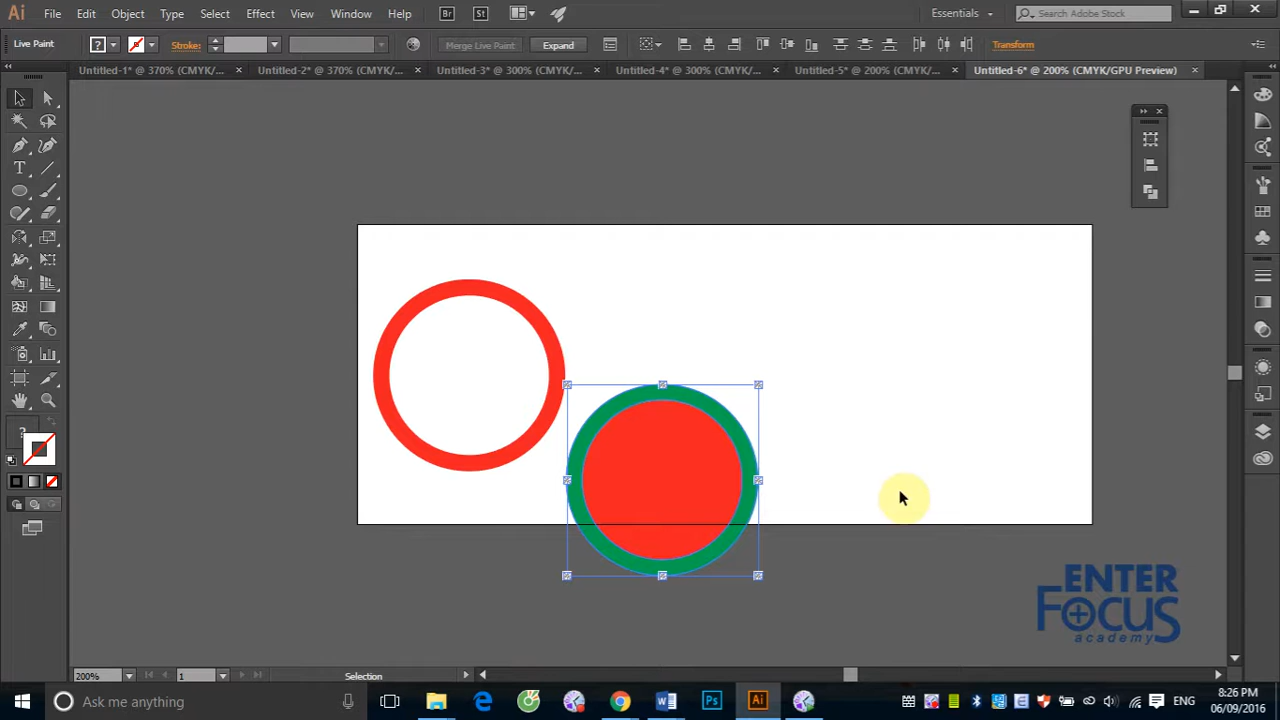 Ai File Edit Object Type Select Effect View Window Help Br St Essentials Search Adobe Stock
Live Paint ? Stroke: Merge Live Paint Expand Transform
Untitled-1* @ 370% (CMYK/... Untitled-2* @ 370% (CMYK/... Untitled-3* @ 300% (CMYK/... Untitled-4* @ 300% (CMYK/... Untitled-5* @ 200% (CMYK/... Untitled-6* @ 200% (CMYK/GPU Preview)
T
?
ENTER
FOCUS
academy
200% 1 Selection
Ask me anything Ps Ai ENG 8:26 PM
06/09/2016